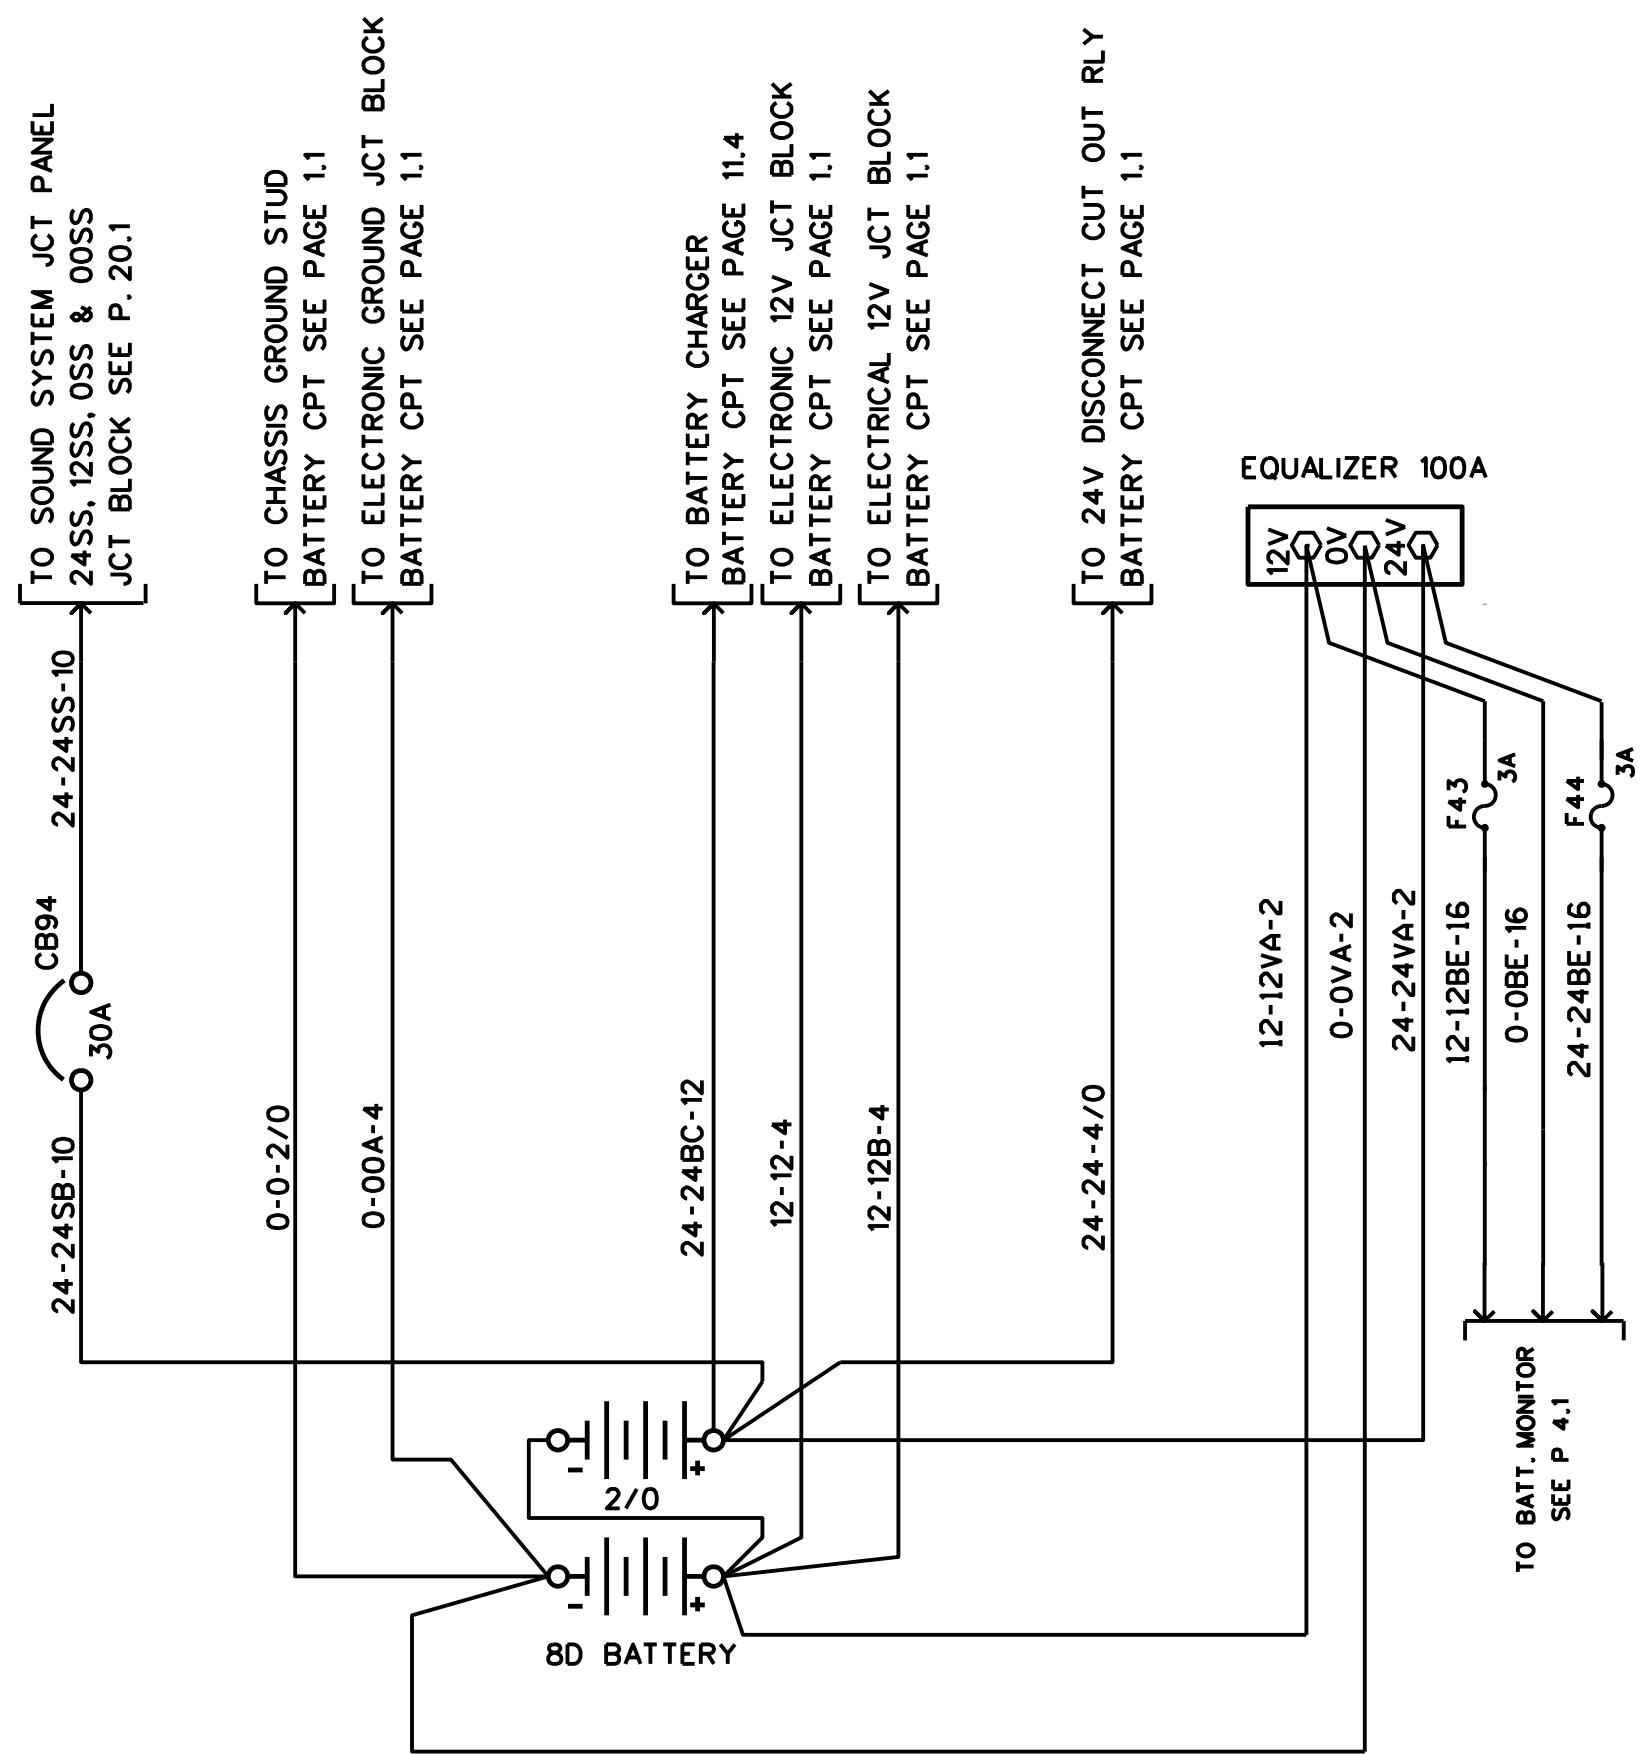 TO SOUND SYSTEM JCT PANEL
24SS, 12SS, 0SS & 00SS
JCT BLOCK SEE P. 20.1
TO CHASSIS GROUND STUD
BATTERY CPT SEE PAGE 1.1
TO ELECTRONIC GROUND JCT BLOCK
BATTERY CPT SEE PAGE 1.1
TO BATTERY CHARGER
BATTERY CPT SEE PAGE 11.4
TO ELECTRONIC 12V JCT BLOCK
BATTERY CPT SEE PAGE 1.1
TO ELECTRICAL 12V JCT BLOCK
BATTERY CPT SEE PAGE 1.1
TO 24V DISCONNECT CUT OUT RLY
BATTERY CPT SEE PAGE 1.1
EQUALIZER 100A
12V
0V
24V
24-24SS-10
CB94
30A
24-24SB-10
0-0-2/0
0-00A-4
24-24BC-12
12-12-4
12-12B-4
24-24-4/0
12-12VA-2
0-0VA-2
24-24VA-2
F43
3A
12-12BE-16
0-0BE-16
F44
3A
24-24BE-16
TO BATT. MONITOR
SEE P 4.1
-
+
2/0
-
+
8D BATTERY